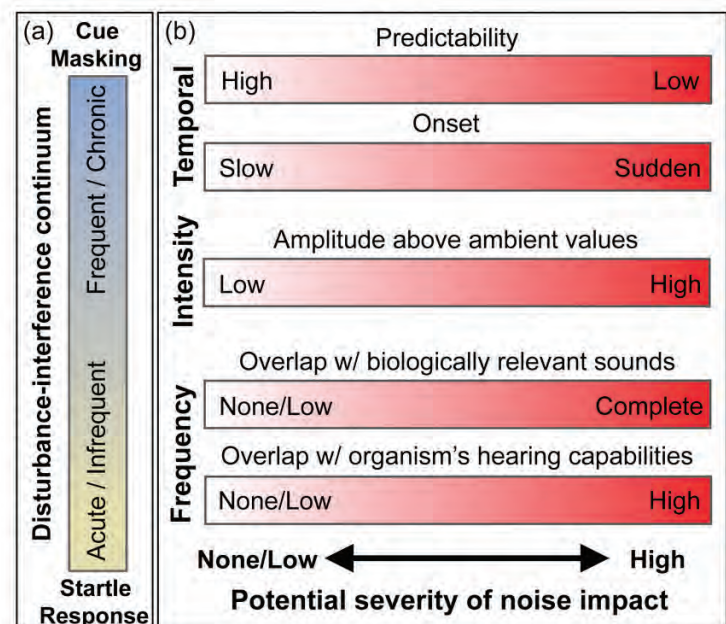 (a)
Cue
Masking
Disturbance-interference continuum
Frequent / Chronic
Acute / Infrequent
Startle
Response
(b)
Temporal
Predictability
High Low
Onset
Slow Sudden
Intensity
Amplitude above ambient values
Low High
Frequency
Overlap w/ biologically relevant sounds
None/Low Complete
Overlap w/ organism's hearing capabilities
None/Low High
None/Low High
Potential severity of noise impact